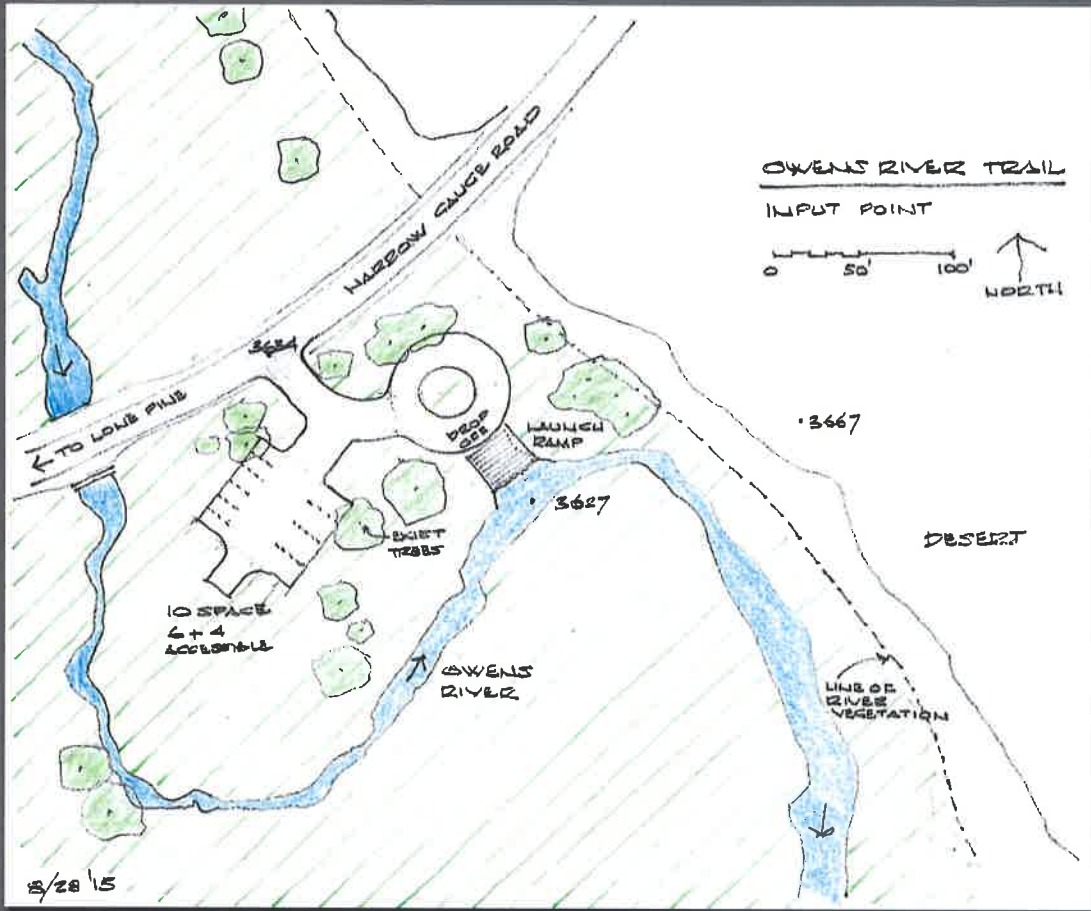 OWENS RIVER TRAIL
INPUT POINT
0 50' 100'
NORTH
NARROW GAUGE ROAD
← TO LONE PINE
DROP
OFF
LAUNCH
RAMP
3667
3627
DESERT
EXIST
TREES
10 SPACE
6 + 4
ACCESSIBLE
OWENS
RIVER
LINE OF
RIVER
VEGETATION
8/28 '15